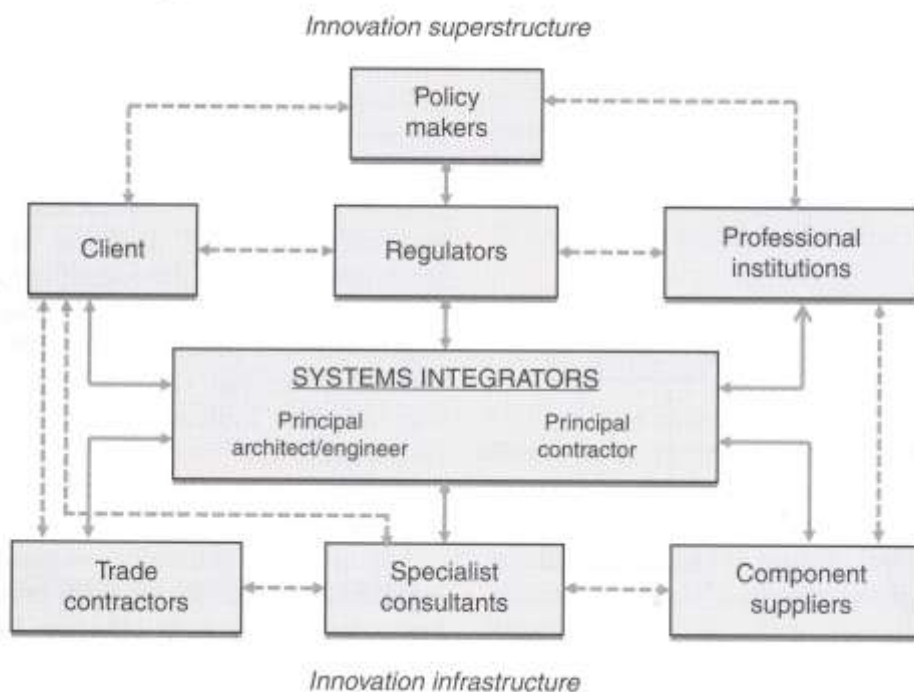 Innovation superstructure
Policy
makers
Client
Regulators
Professional
institutions
SYSTEMS INTEGRATORS
Principal
architect/engineer
Principal
contractor
Trade
contractors
Specialist
consultants
Component
suppliers
Innovation infrastructure